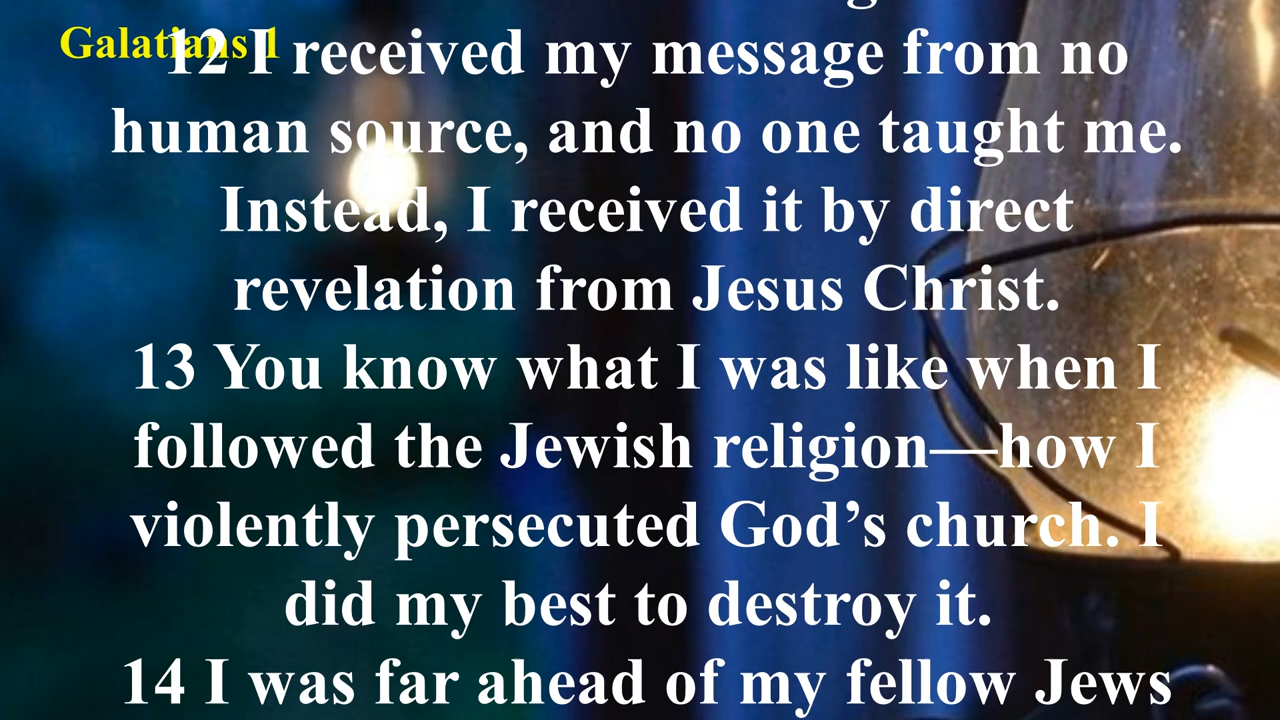 Galatians 1
12 I received my message from no
human source, and no one taught me.
Instead, I received it by direct
revelation from Jesus Christ.
13 You know what I was like when I
followed the Jewish religion—how I
violently persecuted God’s church. I
did my best to destroy it.
14 I was far ahead of my fellow Jews